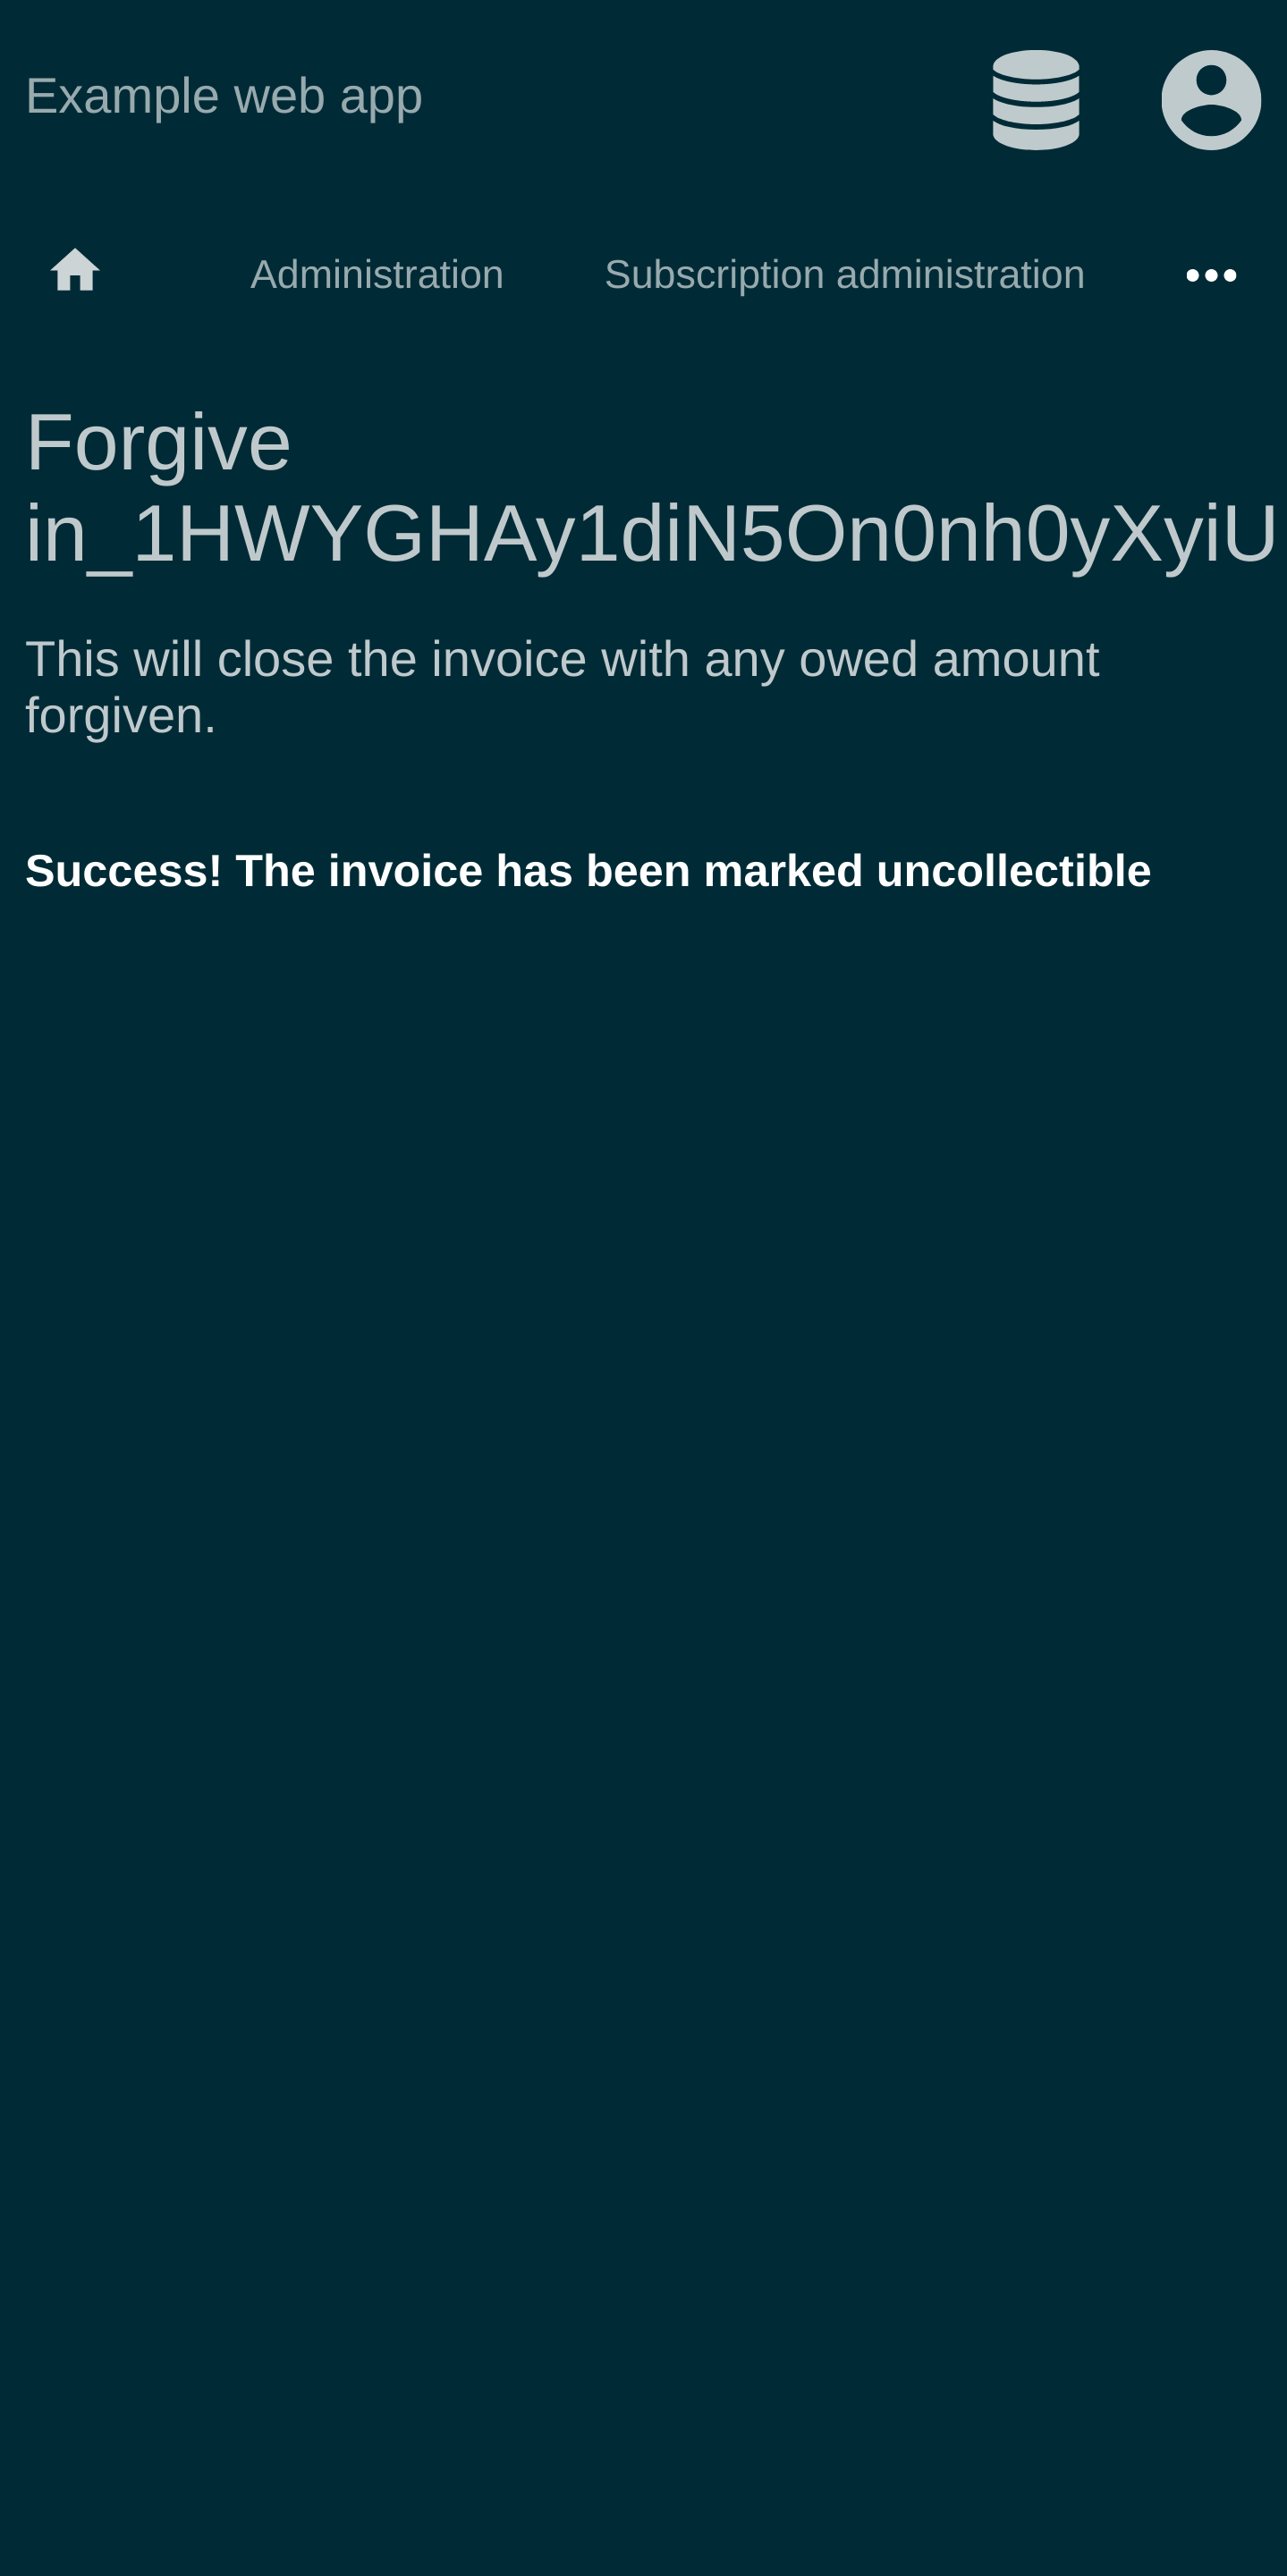 Example web app
Administration Subscription administration
Forgive
in_1HWYGHAy1diN5On0nh0yXyiU
This will close the invoice with any owed amount
forgiven.
Success! The invoice has been marked uncollectible